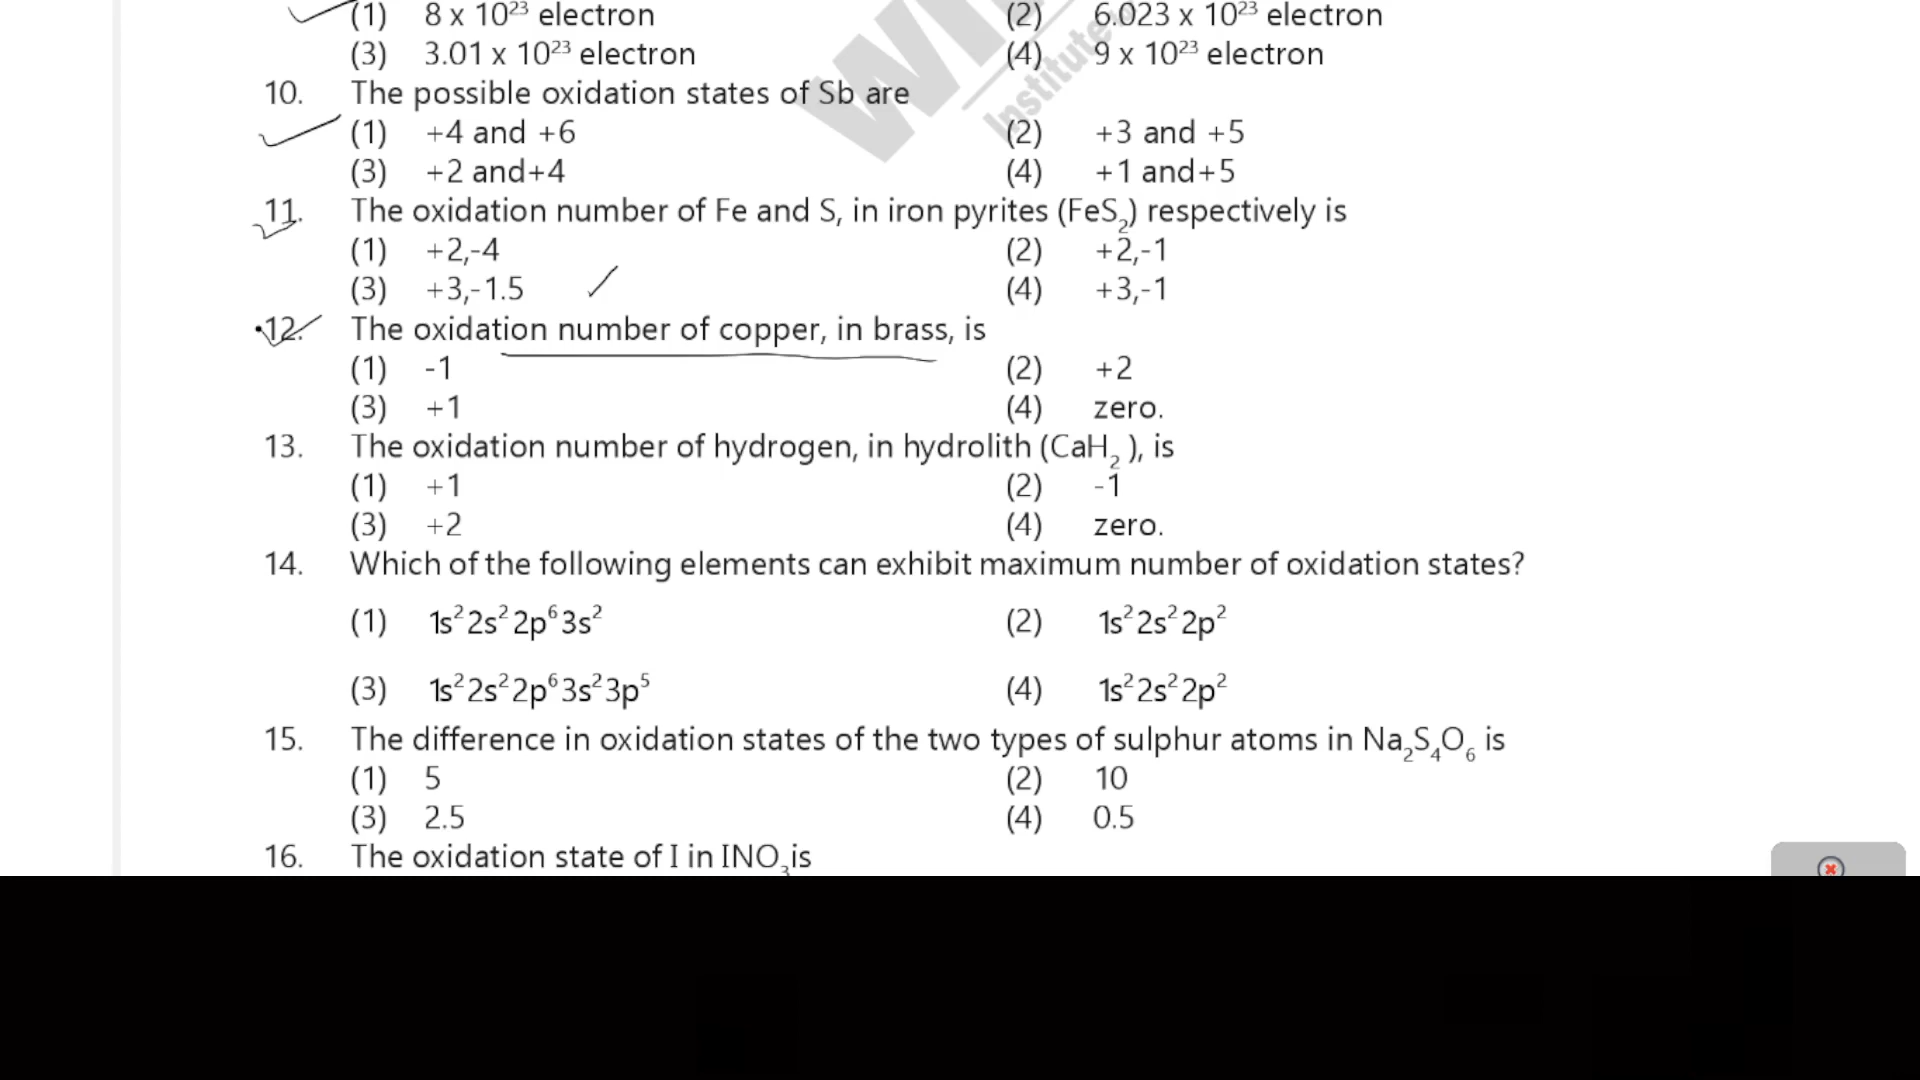 (1) 8 x 10²³ electron (2) 6.023 x 10²³ electron
(3) 3.01 x 10²³ electron (4) 9 x 10²³ electron
10. The possible oxidation states of Sb are
(1) +4 and +6 (2) +3 and +5
(3) +2 and+4 (4) +1 and+5
11. The oxidation number of Fe and S, in iron pyrites (FeS₂) respectively is
(1) +2,-4 (2) +2,-1
(3) +3,-1.5 (4) +3,-1
12. The oxidation number of copper, in brass, is
(1) -1 (2) +2
(3) +1 (4) zero.
13. The oxidation number of hydrogen, in hydrolith (CaH₂ ), is
(1) +1 (2) -1
(3) +2 (4) zero.
14. Which of the following elements can exhibit maximum number of oxidation states?
(1) 1s²2s²2p⁶3s² (2) 1s²2s²2p²
(3) 1s²2s²2p⁶3s²3p⁵ (4) 1s²2s²2p²
15. The difference in oxidation states of the two types of sulphur atoms in Na₂S₄O₆ is
(1) 5 (2) 10
(3) 2.5 (4) 0.5
16. The oxidation state of I in INO₃is
Institute